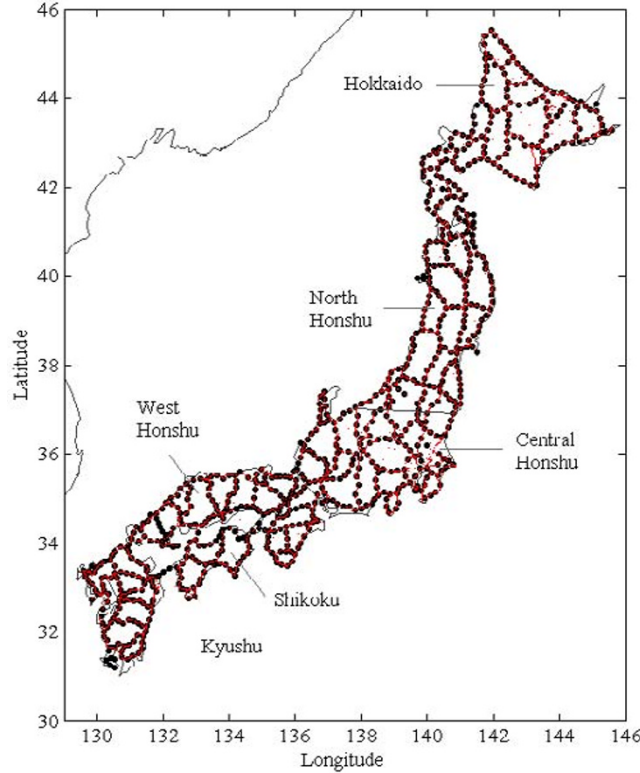 46
44
42
40
38
36
34
32
30
Latitude
Hokkaido
North
Honshu
West
Honshu
Central
Honshu
Shikoku
Kyushu
130 132 134 136 138 140 142 144 146
Longitude